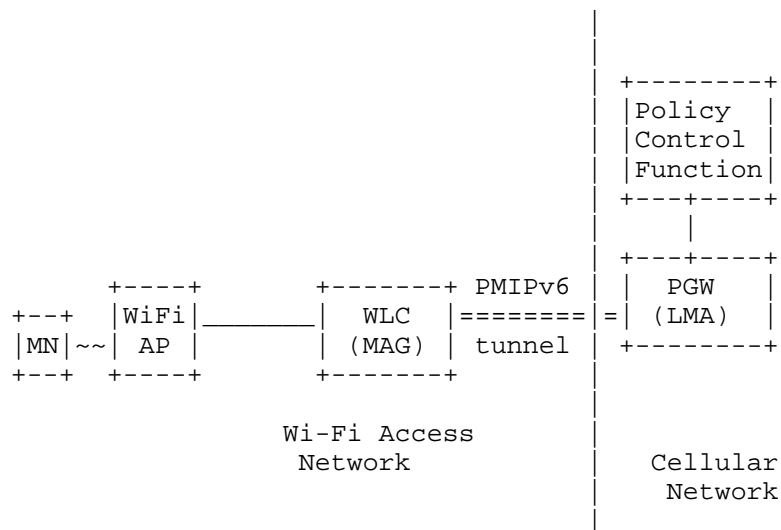 Policy
Control
Function
PMIPv6
PGW
WiFi
WLC
(LMA)
MN
AP
(MAG)
tunnel
Wi-Fi Access
Network
Cellular
Network